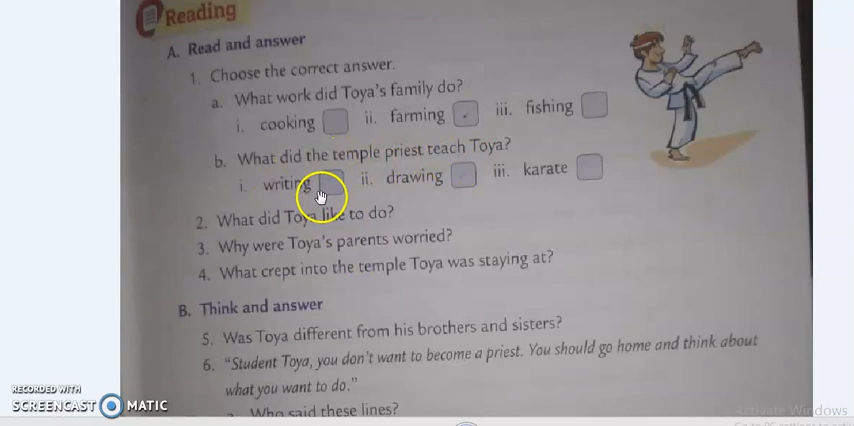 Reading
A. Read and answer
1. Choose the correct answer.
a. What work did Toya's family do?
i. cooking ii. farming iii. fishing
b. What did the temple priest teach Toya?
i. writing ii. drawing iii. karate
2. What did Toya like to do?
3. Why were Toya's parents worried?
4. What crept into the temple Toya was staying at?
B. Think and answer
5. Was Toya different from his brothers and sisters?
6. "Student Toya, you don't want to become a priest. You should go home and think about
what you want to do."
Who said these lines?
RECORDED WITH
SCREENCAST MATIC
Activate Windows